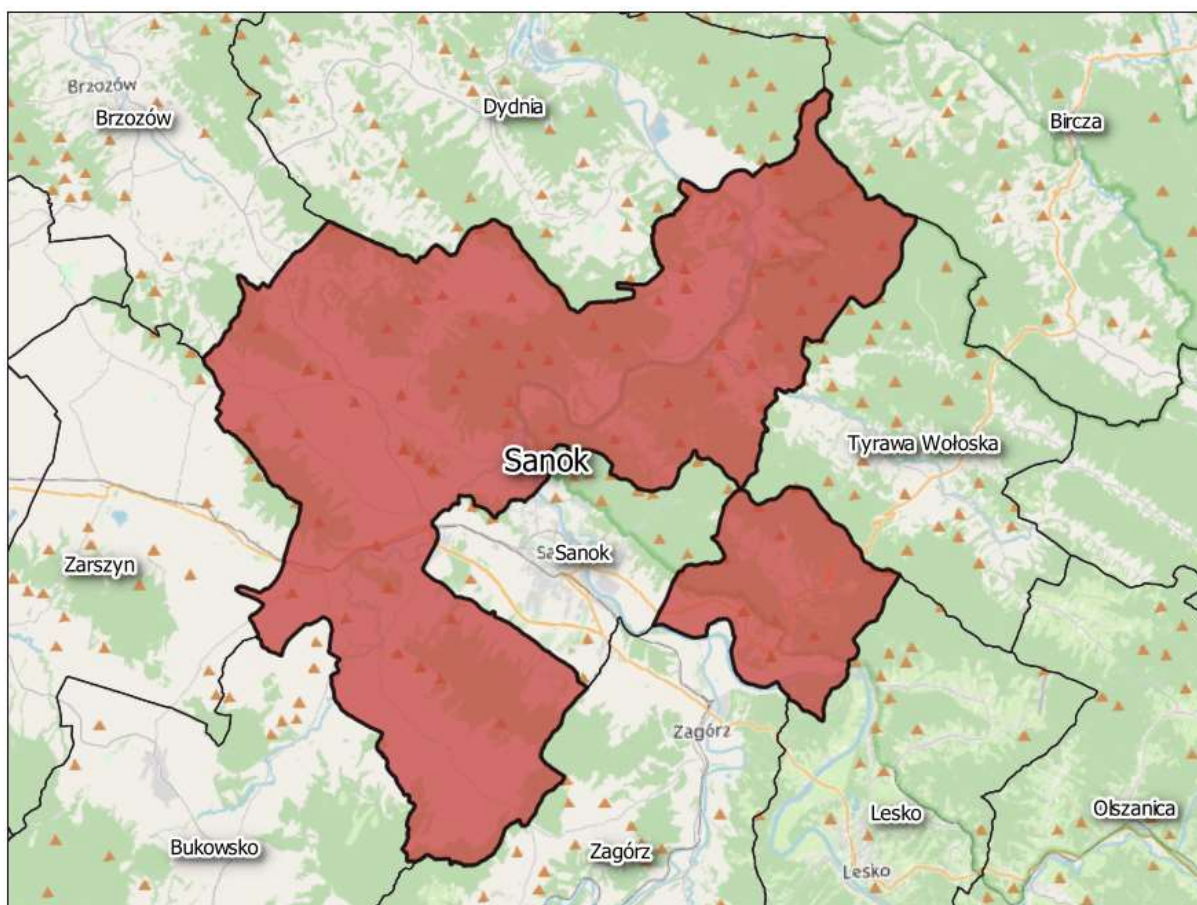 Brzozów
Brzozów
Dydnia
Bircza
Tyrawa Wołoska
Sanok
Sanok
Zarszyn
Zagórz
Lesko
Olszanica
Bukowsko
Zagórz
Lesko